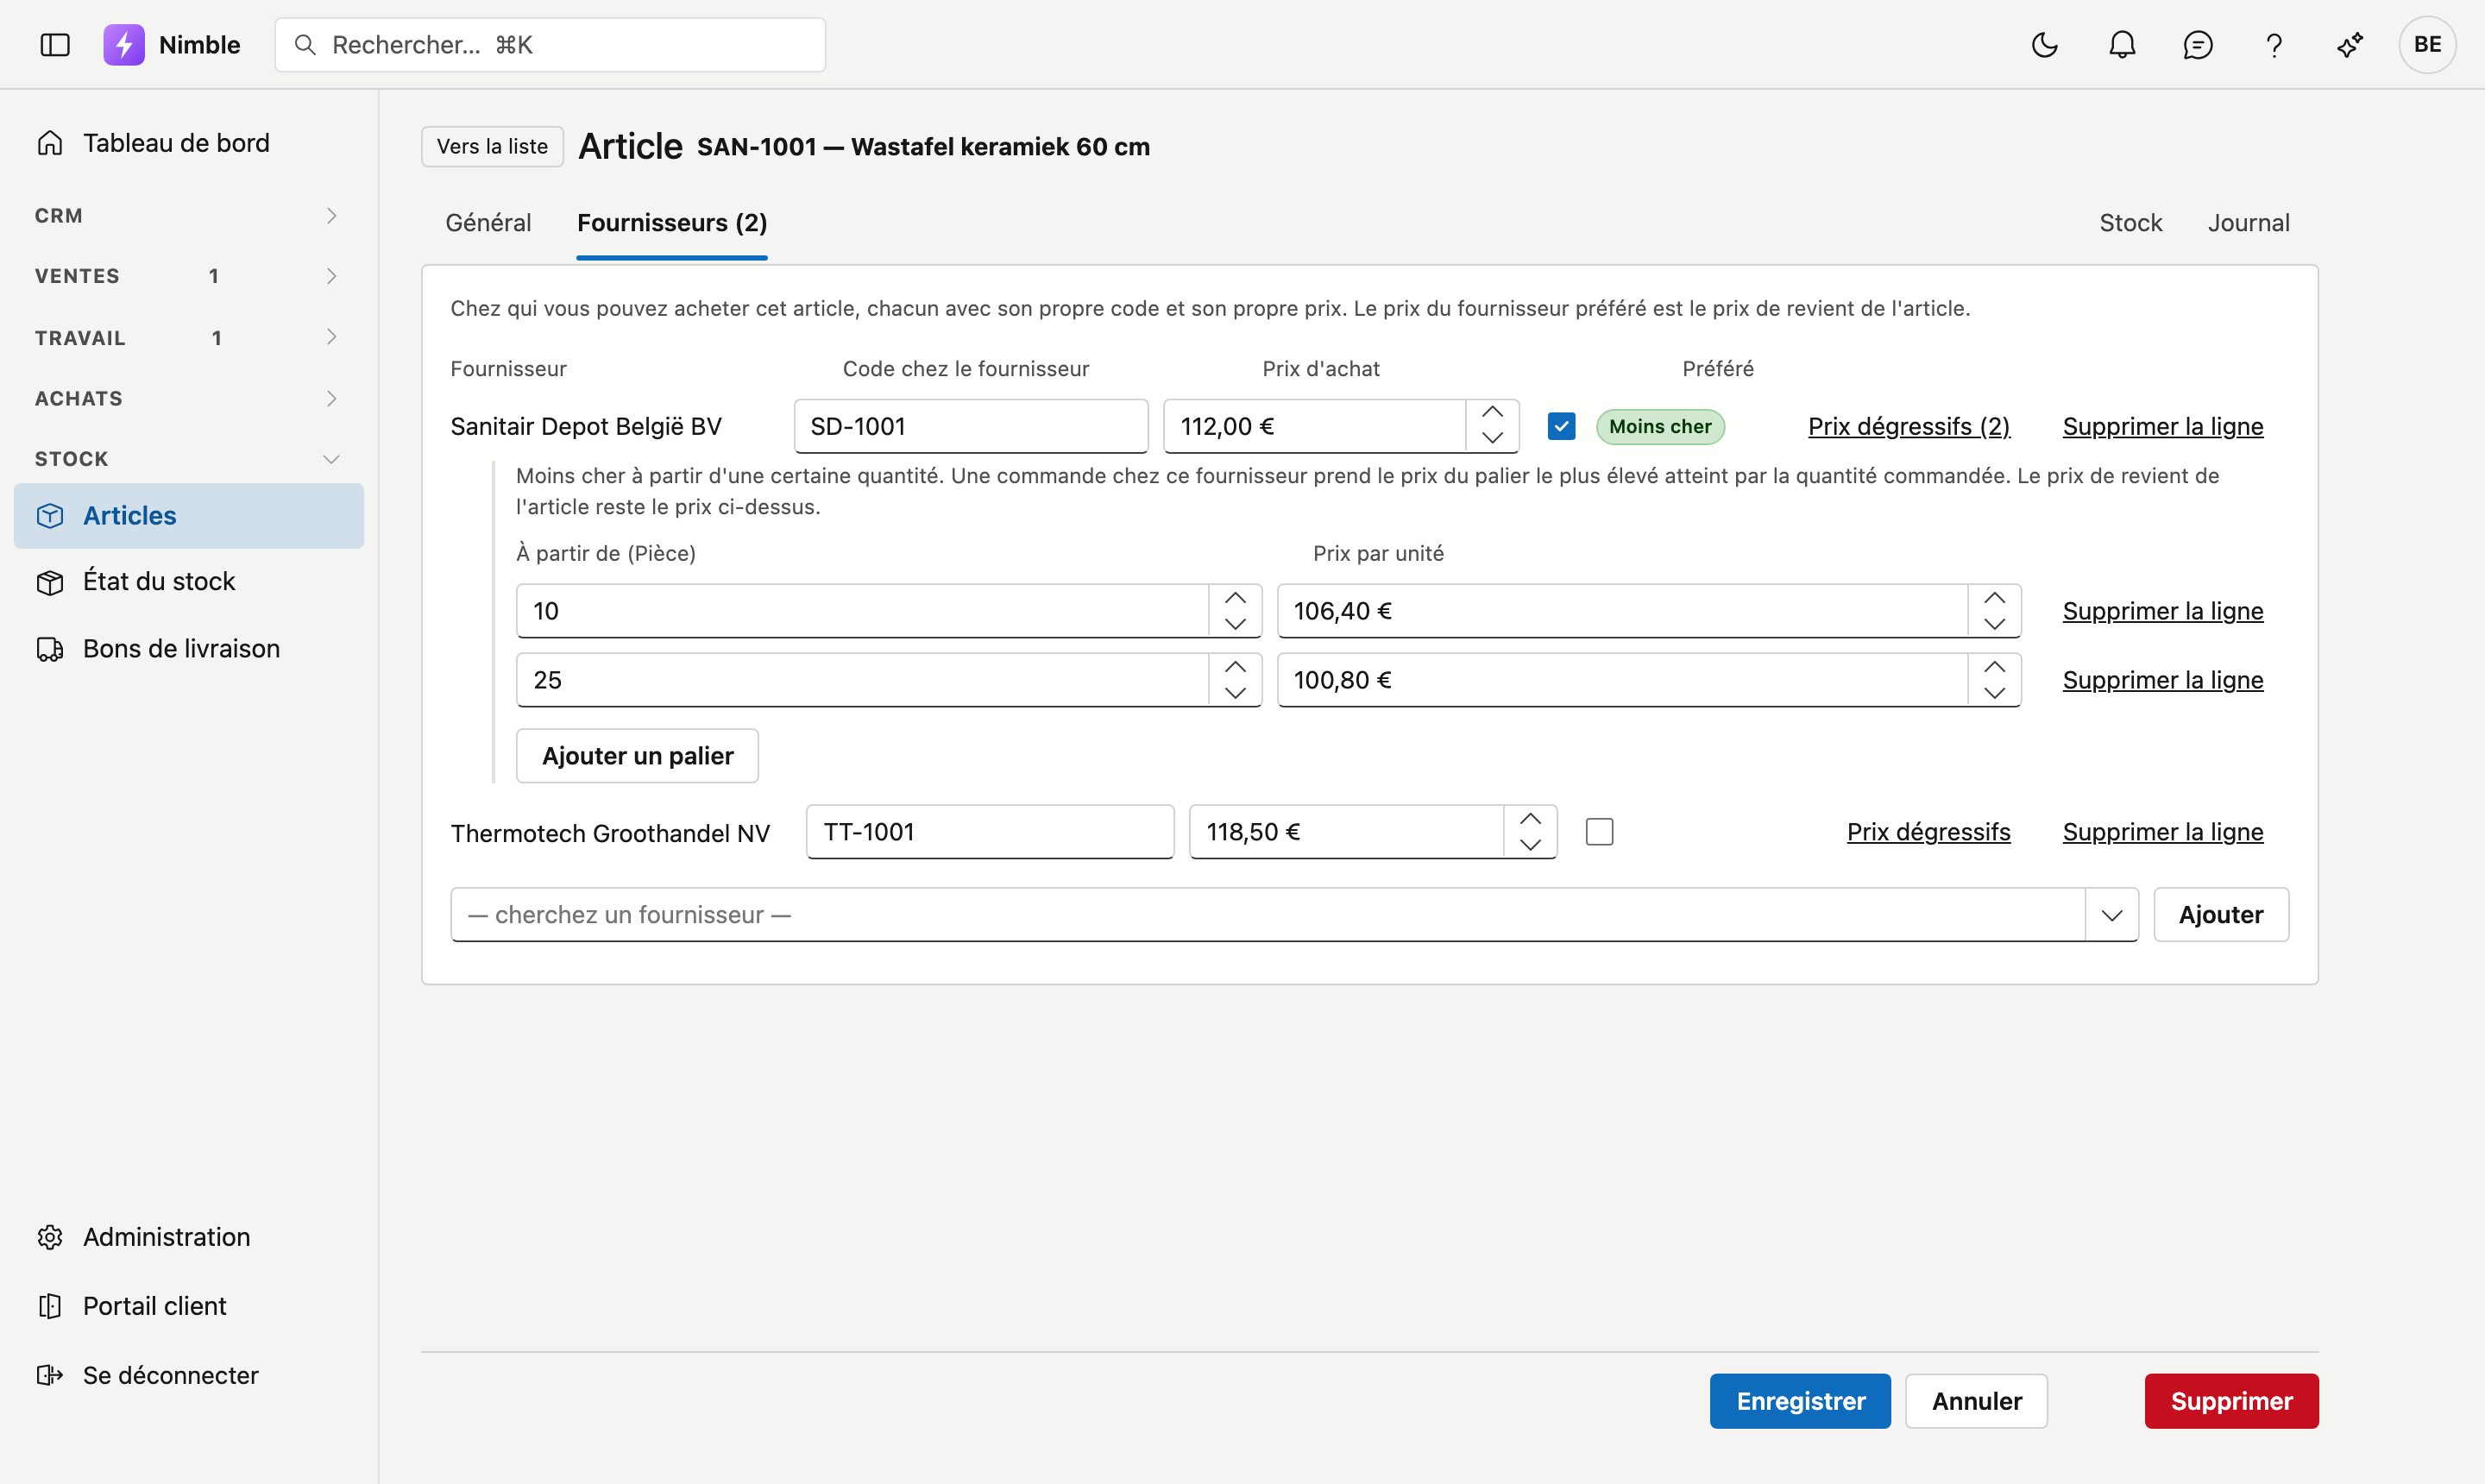 Nimble
Rechercher... ⌘K
BE
Tableau de bord
CRM
VENTES 1
TRAVAIL 1
ACHATS
STOCK
Articles
État du stock
Bons de livraison
Administration
Portail client
Se déconnecter
Vers la liste Article SAN-1001 — Wastafel keramiek 60 cm
Général Fournisseurs (2) Stock Journal
Chez qui vous pouvez acheter cet article, chacun avec son propre code et son propre prix. Le prix du fournisseur préféré est le prix de revient de l'article.
Fournisseur Code chez le fournisseur Prix d'achat Préféré
Sanitair Depot België BV SD-1001 112,00 € Moins cher Prix dégressifs (2) Supprimer la ligne
Moins cher à partir d'une certaine quantité. Une commande chez ce fournisseur prend le prix du palier le plus élevé atteint par la quantité commandée. Le prix de revient de
l'article reste le prix ci-dessus.
À partir de (Pièce) Prix par unité
10 106,40 € Supprimer la ligne
25 100,80 € Supprimer la ligne
Ajouter un palier
Thermotech Groothandel NV TT-1001 118,50 € Prix dégressifs Supprimer la ligne
— cherchez un fournisseur — Ajouter
Enregistrer Annuler Supprimer